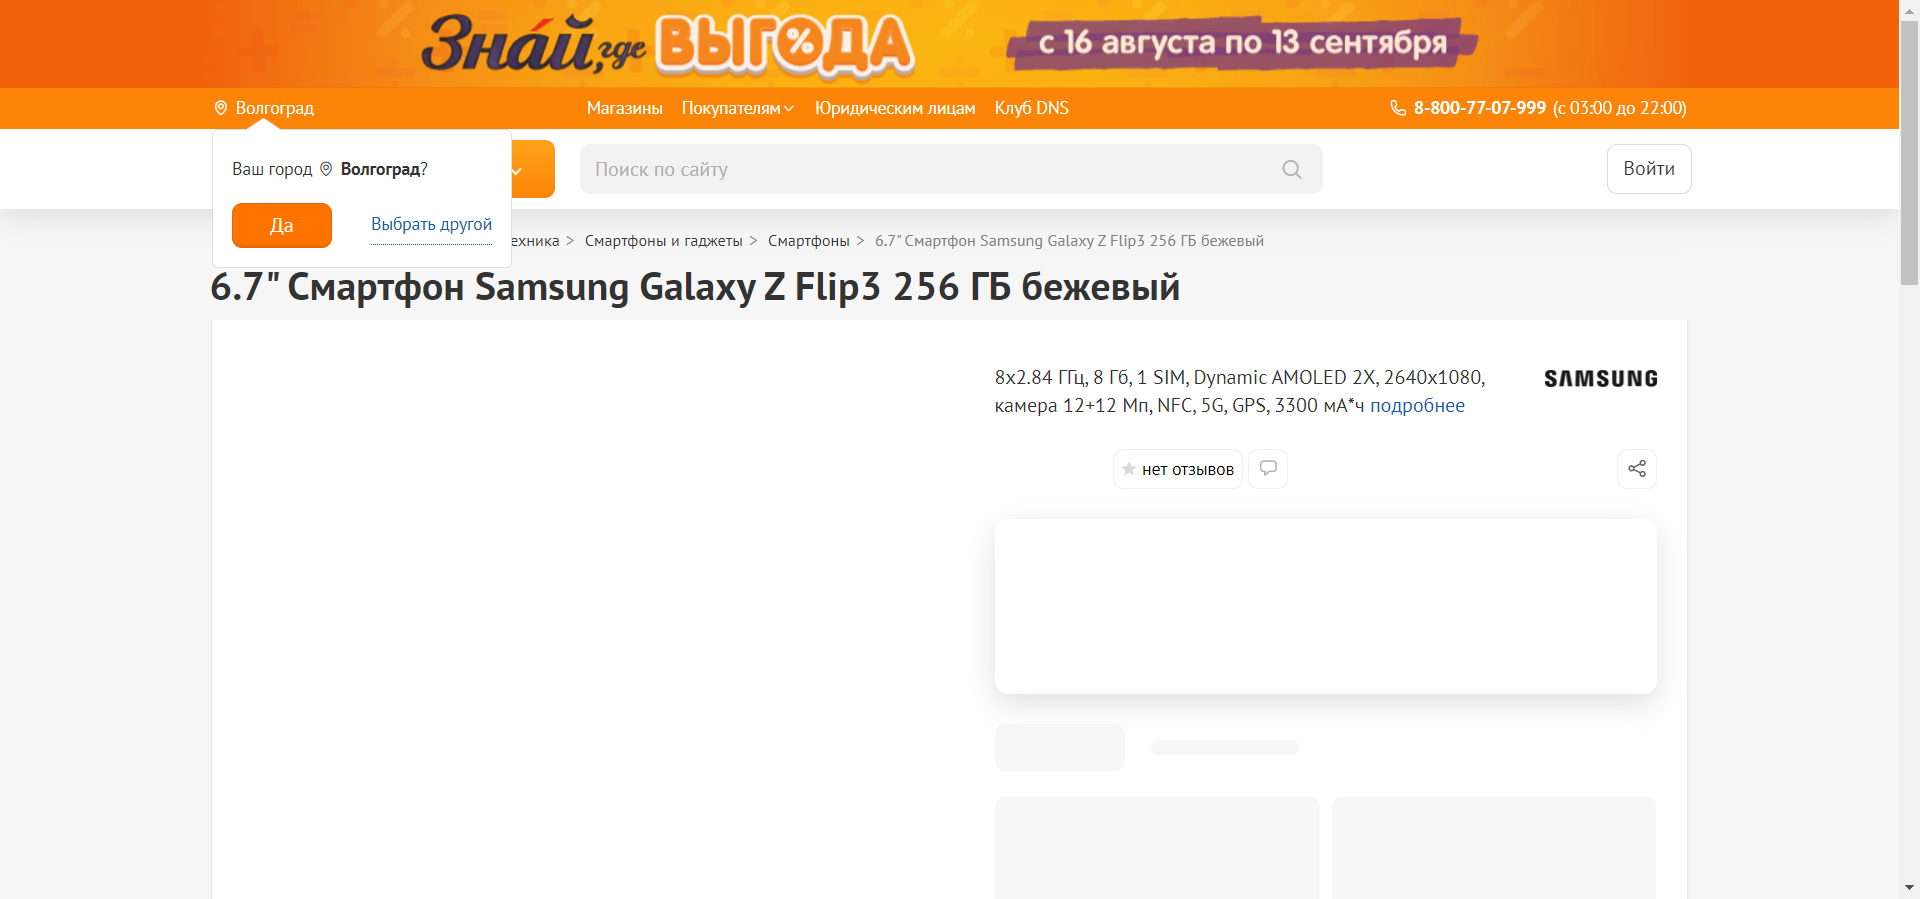 Знай, где ВЫГОДА
с 16 августа по 13 сентября
Волгоград
Магазины
Покупателям
Юридическим лицам
Клуб DNS
8-800-77-07-999 (с 03:00 до 22:00)
Ваш город Волгоград?
Да
Выбрать другой
Поиск по сайту
Войти
ехника > Смартфоны и гаджеты > Смартфоны > 6.7" Смартфон Samsung Galaxy Z Flip3 256 ГБ бежевый
6.7" Смартфон Samsung Galaxy Z Flip3 256 ГБ бежевый
8x2.84 ГГц, 8 Гб, 1 SIM, Dynamic AMOLED 2X, 2640x1080,
камера 12+12 Мп, NFC, 5G, GPS, 3300 мА*ч подробнее
SAMSUNG
нет отзывов